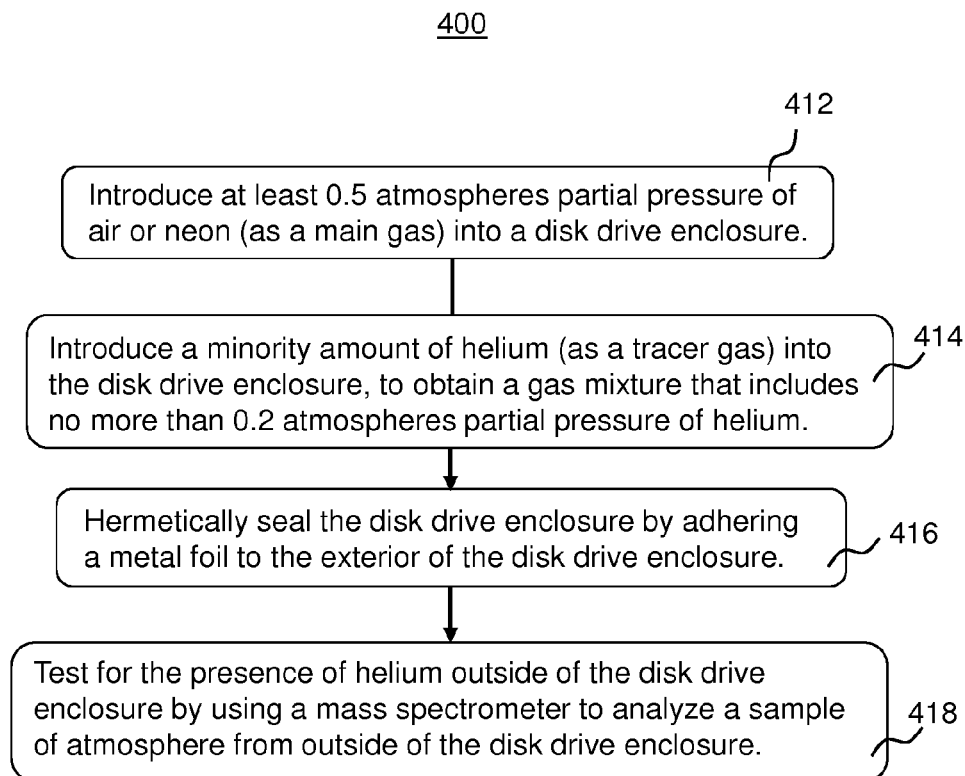 400
412
Introduce at least 0.5 atmospheres partial pressure of
air or neon (as a main gas) into a disk drive enclosure.
414
Introduce a minority amount of helium (as a tracer gas) into
the disk drive enclosure, to obtain a gas mixture that includes
no more than 0.2 atmospheres partial pressure of helium.
416
Hermetically seal the disk drive enclosure by adhering
a metal foil to the exterior of the disk drive enclosure.
418
Test for the presence of helium outside of the disk drive
enclosure by using a mass spectrometer to analyze a sample
of atmosphere from outside of the disk drive enclosure.